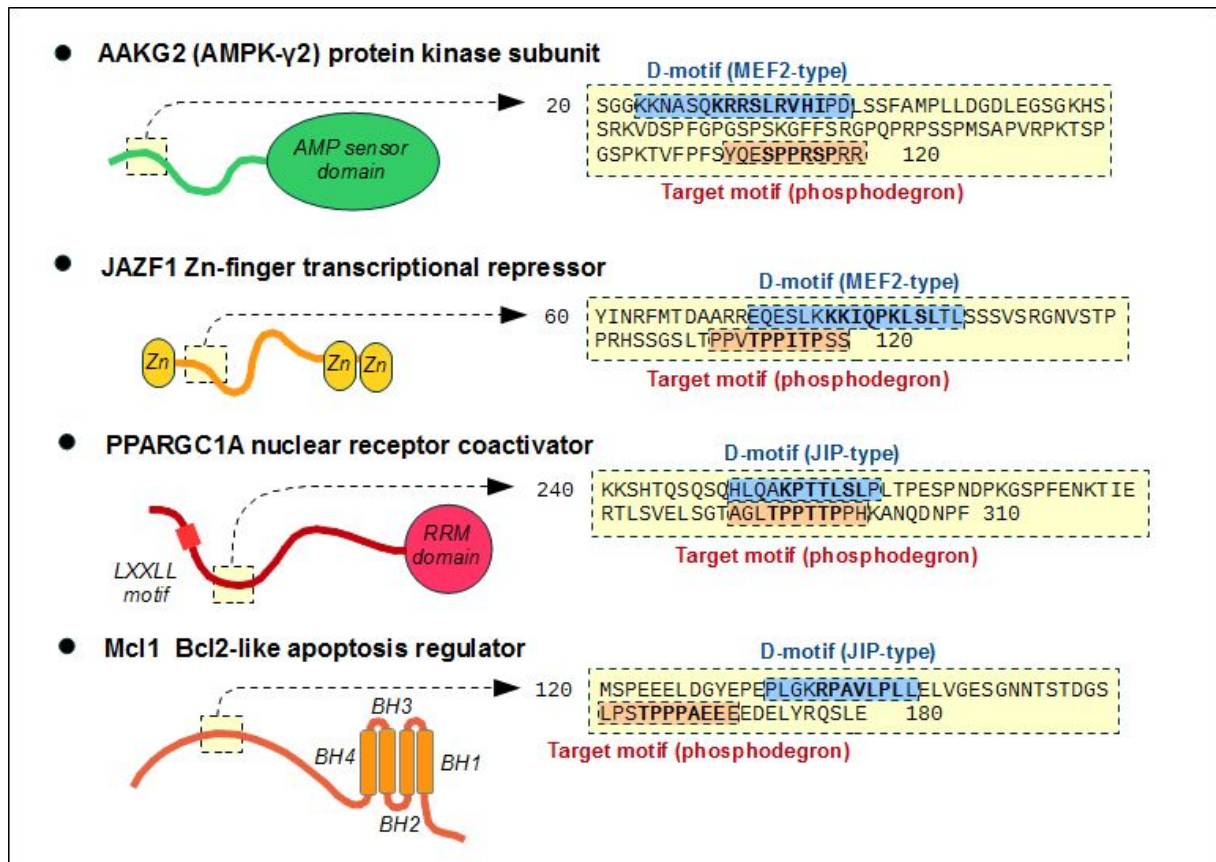 AAKG2 (AMPK-γ2) protein kinase subunit
D-motif (MEF2-type)
20 SGGKKNASQKRRSLRVHIPDLSSFAMPLLDGDLEGSGKHS
SRKVDSPFGPGSPSKGFFSRGPQPRPSSPMSAPVRPKTSP
GSPKTVFPFSYQESPPRSPRR 120
AMP sensor
domain
Target motif (phosphodegron)
JAZF1 Zn-finger transcriptional repressor
D-motif (MEF2-type)
60 YINRFMTDAARREQESLKKKIQPKLSLTLSSSVSRGNVSTP
PRHSSGSLTPPVTPPITPSS 120
Zn Zn Zn
Target motif (phosphodegron)
PPARGC1A nuclear receptor coactivator
D-motif (JIP-type)
240 KKSHTQSQSQHLQAKPTTLSLPLTPESPNDPKGSPFENKTIE
RTLSVELSGTAGLTPPTTPPHKANQDNPF 310
LXXLL
motif
RRM
domain
Target motif (phosphodegron)
Mcl1 Bcl2-like apoptosis regulator
D-motif (JIP-type)
120 MSPEEELDGYEPEPLGKRPAVLPLLELVGESGNNTSTDGS
LPSTPPPAEEEEDELYRQSLE 180
Target motif (phosphodegron)
BH3
BH4
BH1
BH2